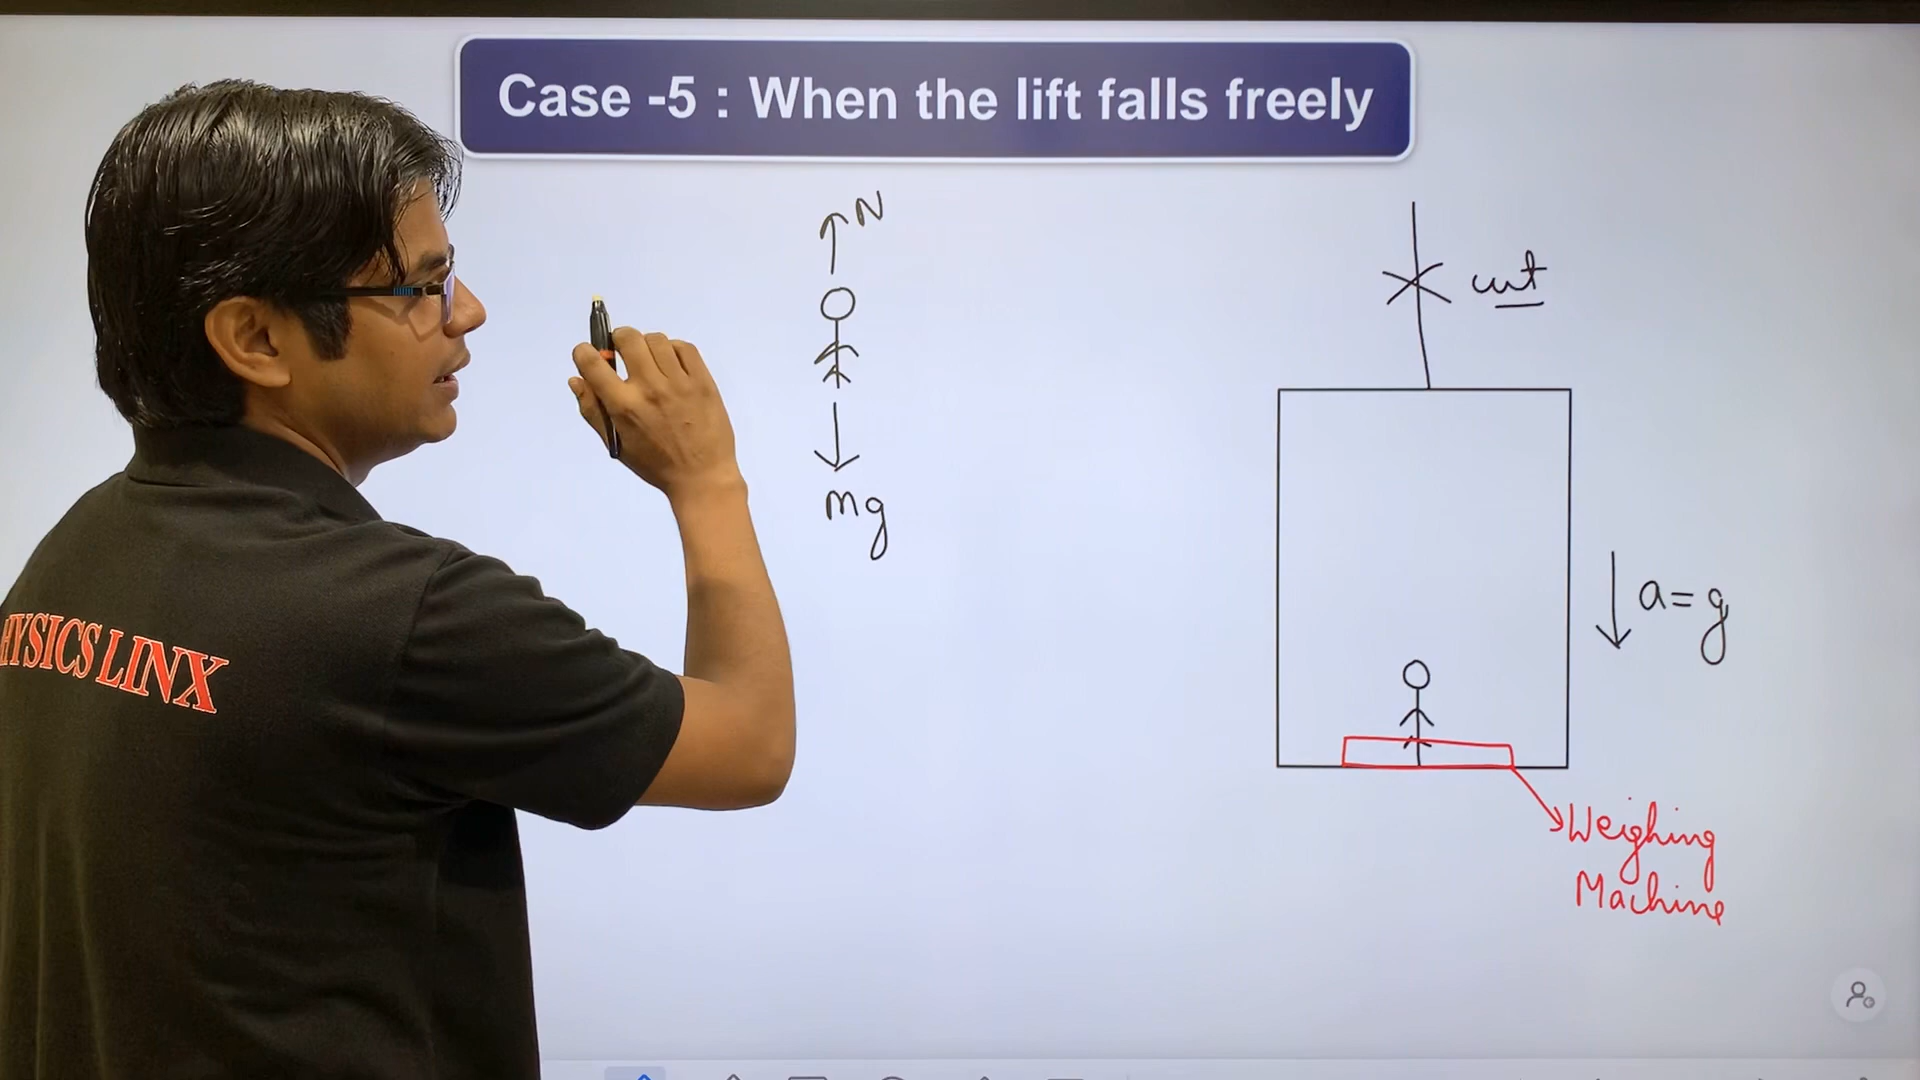 Case -5 : When the lift falls freely
N
cut
mg
a = g
Weighing
Machine
HYSICS LINX